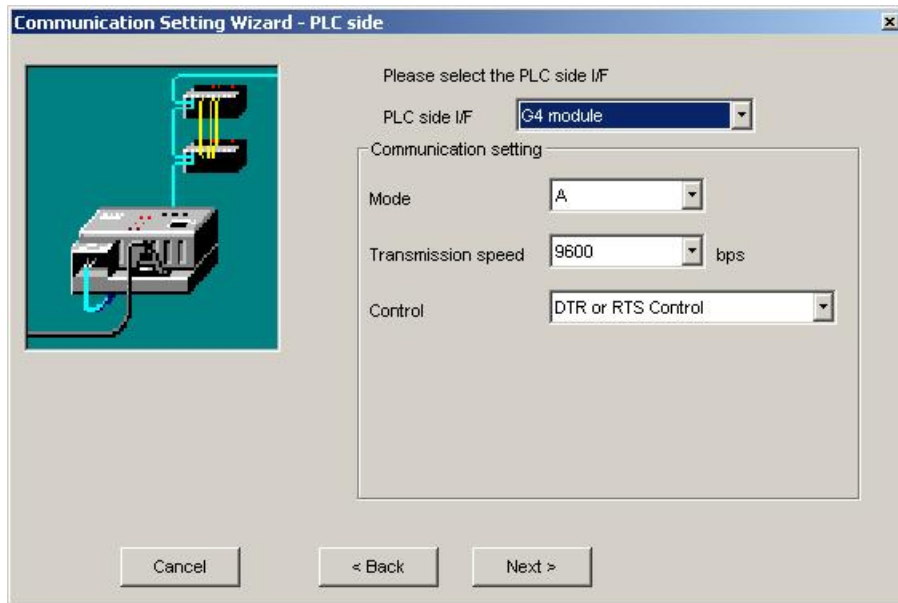 Communication Setting Wizard - PLC side
Please select the PLC side I/F
PLC side I/F G4 module
Communication setting
Mode A
Transmission speed 9600 bps
Control DTR or RTS Control
Cancel < Back Next >